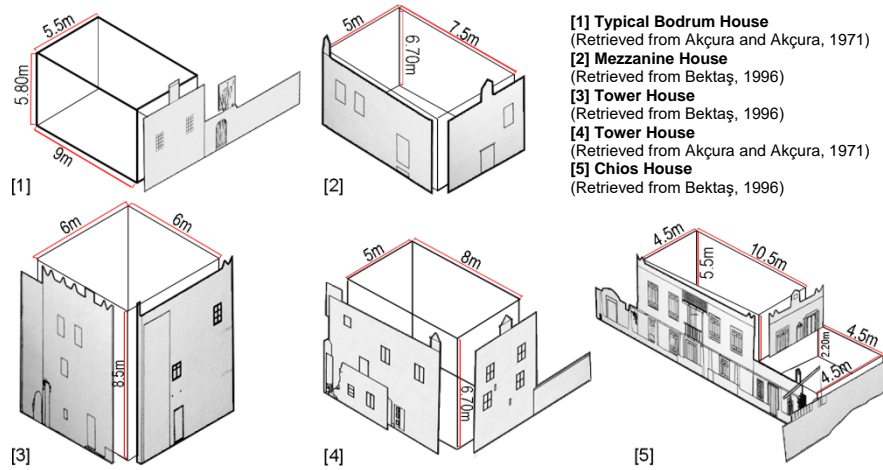 5.5m
5.80m
9m
[1]
5m
7.5m
6.70m
[2]
[1] Typical Bodrum House
(Retrieved from Akçura and Akçura, 1971)
[2] Mezzanine House
(Retrieved from Bektaş, 1996)
[3] Tower House
(Retrieved from Bektaş, 1996)
[4] Tower House
(Retrieved from Akçura and Akçura, 1971)
[5] Chios House
(Retrieved from Bektaş, 1996)
6m
6m
8.5m
[3]
5m
8m
6.70m
[4]
4.5m
10.5m
5.5m
4.5m
2.20m
4.5m
[5]